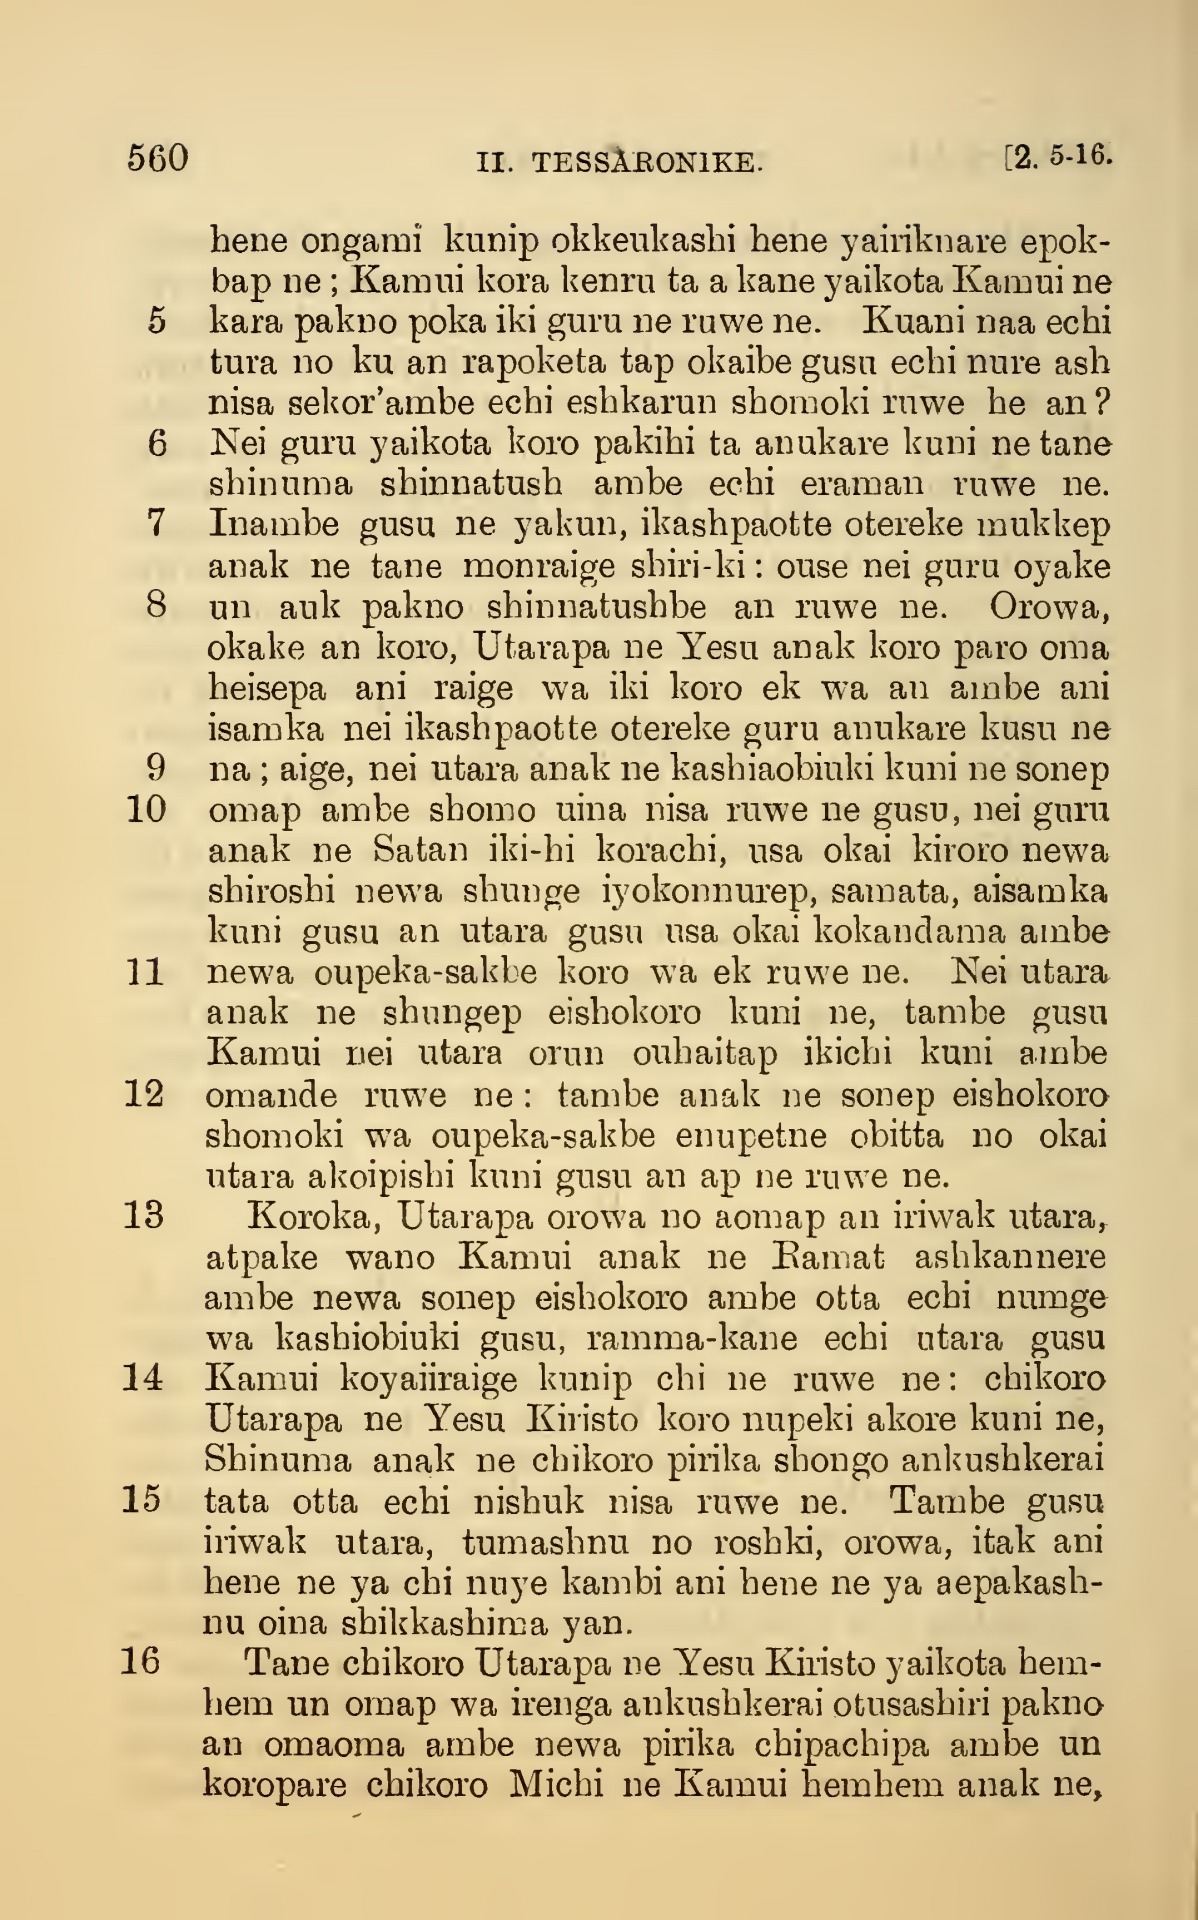 560 II. TESSARONIKE. [2. 5-16.
hene ongami kunip okkeukashi hene yairiknare epok-
bap ne ; Kamui kora kenru ta a kane yaikota Kamui ne
5 kara pakno poka iki guru ne ruwe ne. Kuani naa echi
tura no ku an rapoketa tap okaibe gusu echi nure ash
nisa sekor'ambe echi eshkarun shomoki ruwe he an ?
6 Nei guru yaikota koro pakihi ta anukare kuni ne tane
shinuma shinnatush ambe echi eraman ruwe ne.
7 Inambe gusu ne yakun, ikashpaotte otereke mukkep
anak ne tane monraige shiri-ki : ouse nei guru oyake
8 un auk pakno shinnatushbe an ruwe ne. Orowa,
okake an koro, Utarapa ne Yesu anak koro paro oma
heisepa ani raige wa iki koro ek wa an ambe ani
isamka nei ikashpaotte otereke guru anukare kusu ne
9 na ; aige, nei utara anak ne kashiaobiuki kuni ne sonep
10 omap ambe shomo uina nisa ruwe ne gusu, nei guru
anak ne Satan iki-hi korachi, usa okai kiroro newa
shiroshi newa shunge iyokonnurep, samata, aisamka
kuni gusu an utara gusu usa okai kokandama ambe
11 newa oupeka-sakbe koro wa ek ruwe ne. Nei utara
anak ne shungep eishokoro kuni ne, tambe gusu
Kamui nei utara orun ouhaitap ikichi kuni ambe
12 omande ruwe ne : tambe anak ne sonep eishokoro
shomoki wa oupeka-sakbe enupetne obitta no okai
utara akoipishi kuni gusu an ap ne ruwe ne.
13 Koroka, Utarapa orowa no aomap an iriwak utara,
atpake wano Kamui anak ne Ramat ashkannere
ambe newa sonep eishokoro ambe otta echi numge
wa kashiobiuki gusu, ramma-kane echi utara gusu
14 Kamui koyaiiraige kunip chi ne ruwe ne : chikoro
Utarapa ne Yesu Kiristo koro nupeki akore kuni ne,
Shinuma anak ne chikoro pirika shongo ankushkerai
15 tata otta echi nishuk nisa ruwe ne. Tambe gusu
iriwak utara, tumashnu no roshki, orowa, itak ani
hene ne ya chi nuye kambi ani hene ne ya aepakash-
nu oina shikkashima yan.
16 Tane chikoro Utarapa ne Yesu Kiristo yaikota hem-
hem un omap wa irenga ankushkerai otusashiri pakno
an omaoma ambe newa pirika chipachipa ambe un
koropare chikoro Michi ne Kamui hemhem anak ne,